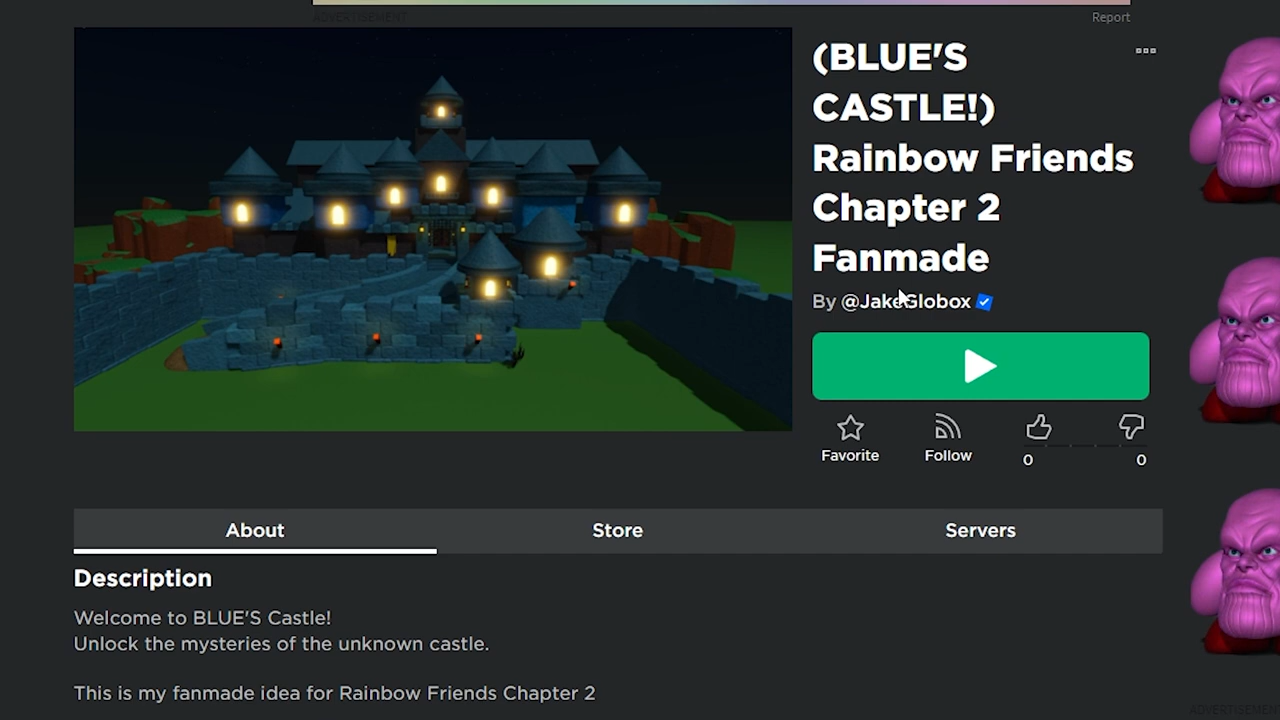 ADVERTISEMENT
Report
(BLUE'S
CASTLE!)
Rainbow Friends
Chapter 2
Fanmade
By @JakeGlobox
Favorite
Follow
0
0
About
Store
Servers
Description
Welcome to BLUE'S Castle!
Unlock the mysteries of the unknown castle.
This is my fanmade idea for Rainbow Friends Chapter 2
ADVERTISEMEN